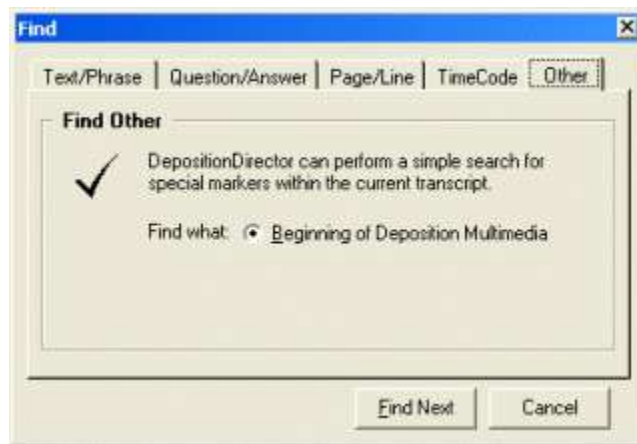 Find
Text/Phrase Question/Answer Page/Line TimeCode Other
Find Other
DepositionDirector can perform a simple search for
special markers within the current transcript.
Find what: Beginning of Deposition Multimedia
Find Next Cancel